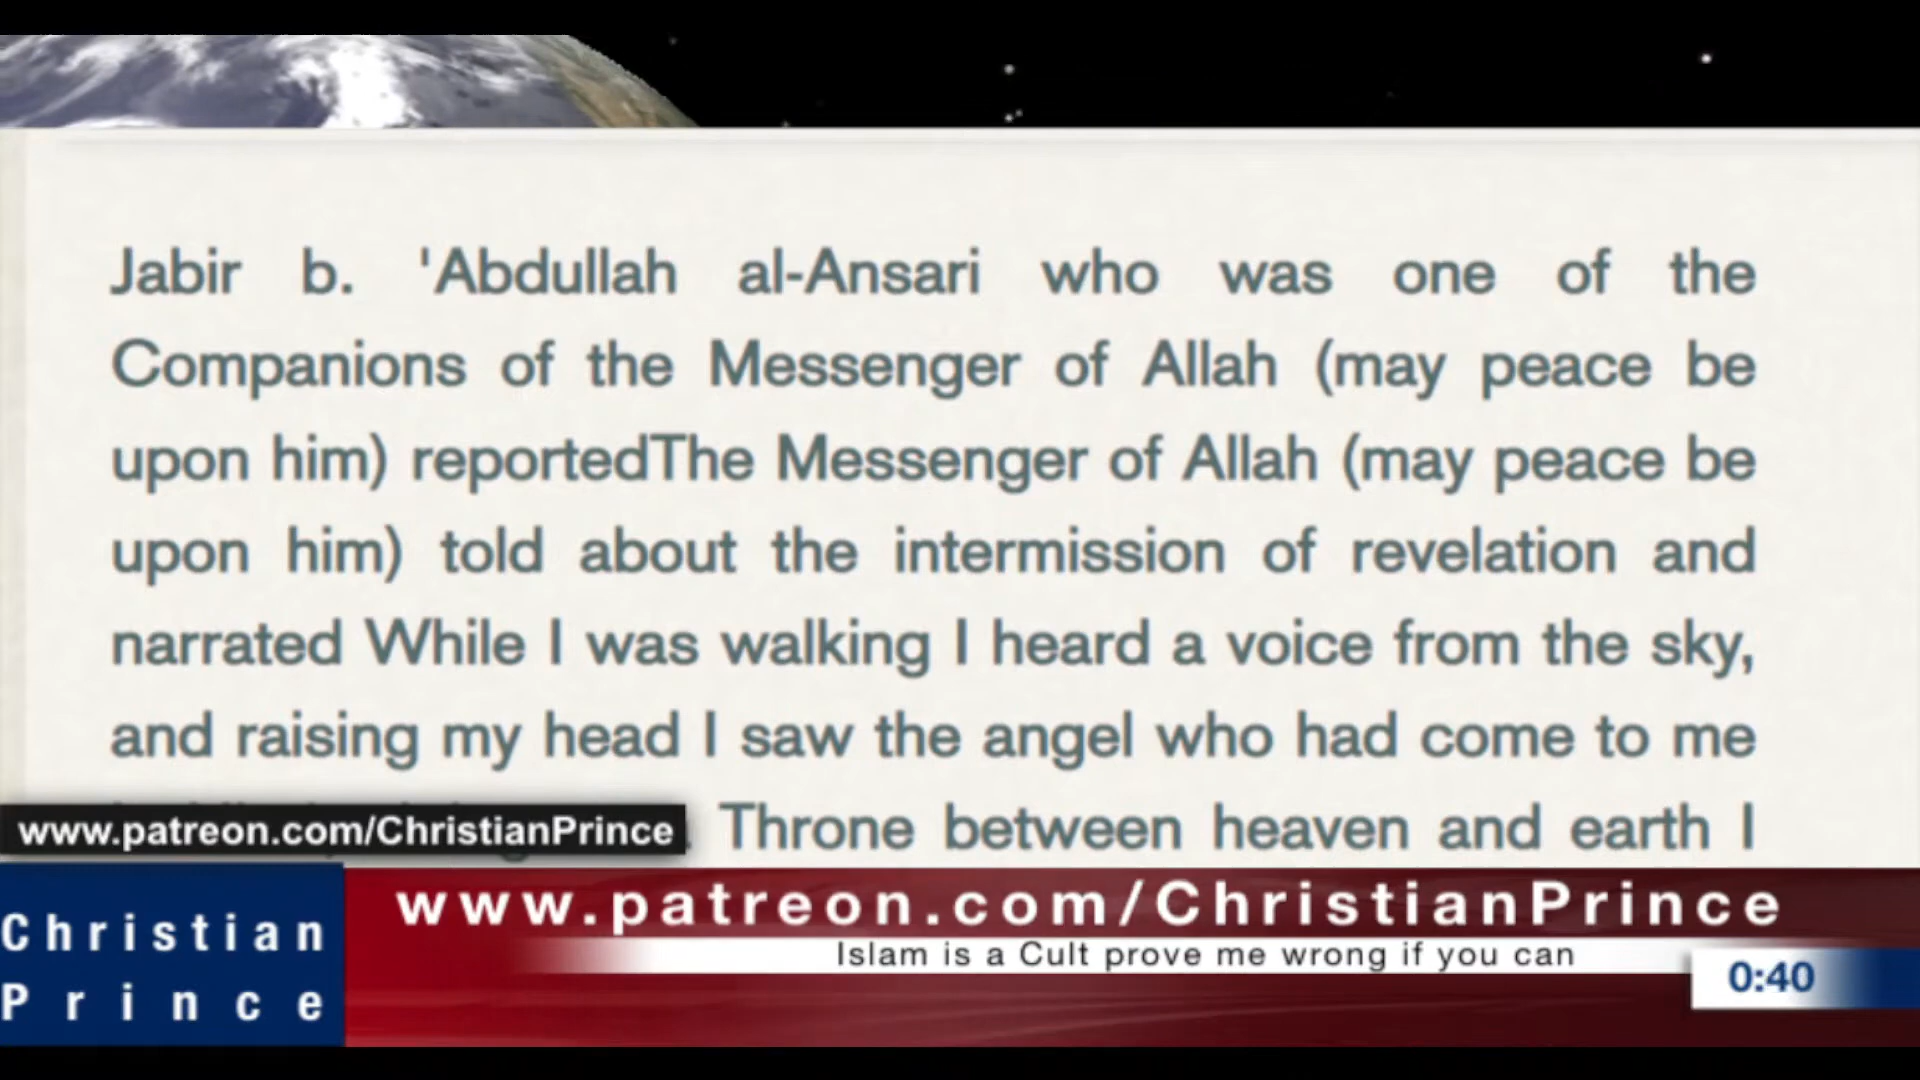 Jabir b. 'Abdullah al-Ansari who was one of the
Companions of the Messenger of Allah (may peace be
upon him) reportedThe Messenger of Allah (may peace be
upon him) told about the intermission of revelation and
narrated While I was walking I heard a voice from the sky,
and raising my head I saw the angel who had come to me
Throne between heaven and earth I
www.patreon.com/ChristianPrince
www.patreon.com/ChristianPrince
Christian
Prince
Islam is a Cult prove me wrong if you can
0:40